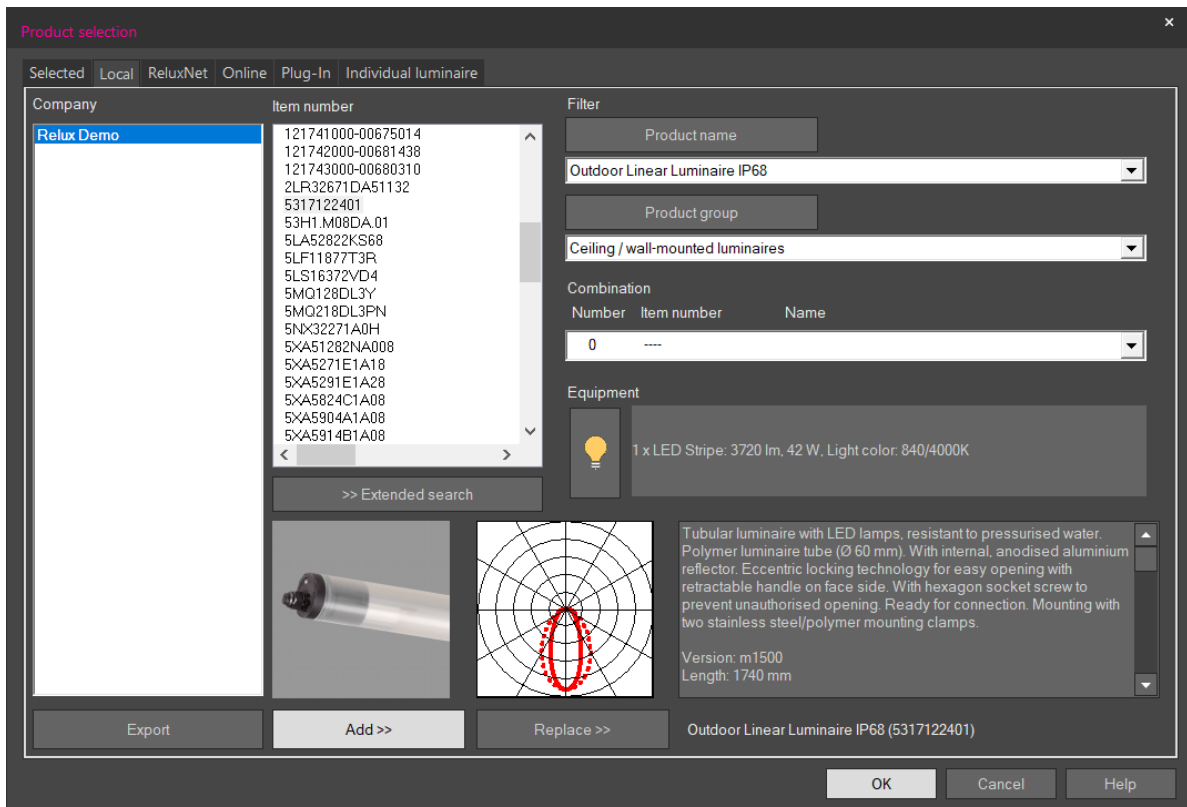 Product selection
×
Selected Local ReluxNet Online Plug-In Individual luminaire
Company
Relux Demo
Item number
121741000-00675014
121742000-00681438
121743000-00680310
2LR32671DA51132
5317122401
53H1.M08DA.01
5LA52822KS68
5LF11877T3R
5LS16372VD4
5MQ128DL3Y
5MQ218DL3PN
5NX32271A0H
5XA51282NA008
5XA5271E1A18
5XA5291E1A28
5XA5824C1A08
5XA5904A1A08
5XA5914B1A08
>> Extended search
Filter
Product name
Outdoor Linear Luminaire IP68
Product group
Ceiling / wall-mounted luminaires
Combination
Number Item number Name
0 ----
Equipment
1 x LED Stripe: 3720 lm, 42 W, Light color: 840/4000K
Tubular luminaire with LED lamps, resistant to pressurised water.
Polymer luminaire tube (Ø 60 mm). With internal, anodised aluminium
reflector. Eccentric locking technology for easy opening with
retractable handle on face side. With hexagon socket screw to
prevent unauthorised opening. Ready for connection. Mounting with
two stainless steel/polymer mounting clamps.
Version: m1500
Length: 1740 mm
Export
Add >>
Replace >>
Outdoor Linear Luminaire IP68 (5317122401)
OK
Cancel
Help